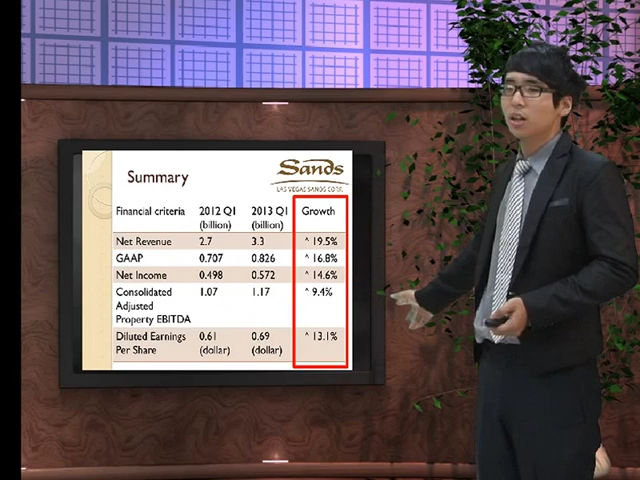 Summary
Sands
LAS VEGAS SANDS CORP.
Financial criteria 2012 Q1 (billion) 2013 Q1 (billion) Growth
Net Revenue 2.7 3.3 ^ 19.5%
GAAP 0.707 0.826 ^ 16.8%
Net Income 0.498 0.572 ^ 14.6%
Consolidated Adjusted Property EBITDA 1.07 1.17 ^ 9.4%
Diluted Earnings Per Share 0.61 (dollar) 0.69 (dollar) ^ 13.1%